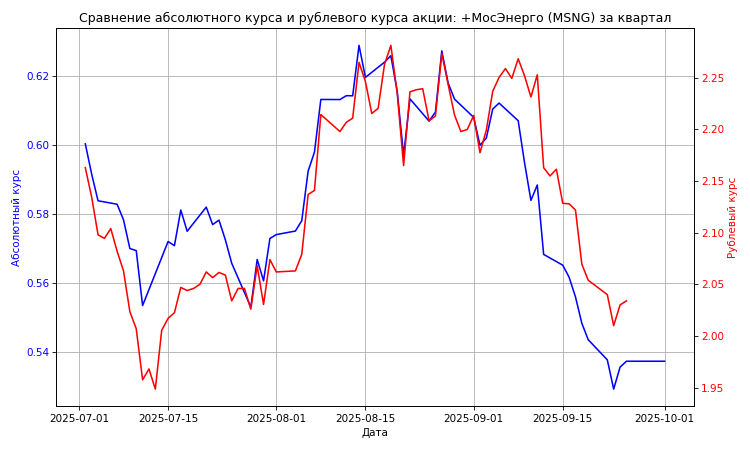 Сравнение абсолютного курса и рублевого курса акции: +МосЭнерго (MSNG) за квартал
Абсолютный курс
0.62
0.60
0.58
0.56
0.54
2.25
2.20
2.15
2.10
2.05
2.00
1.95
Рублевый курс
2025-07-01 2025-07-15 2025-08-01 2025-08-15 2025-09-01 2025-09-15 2025-10-01
Дата